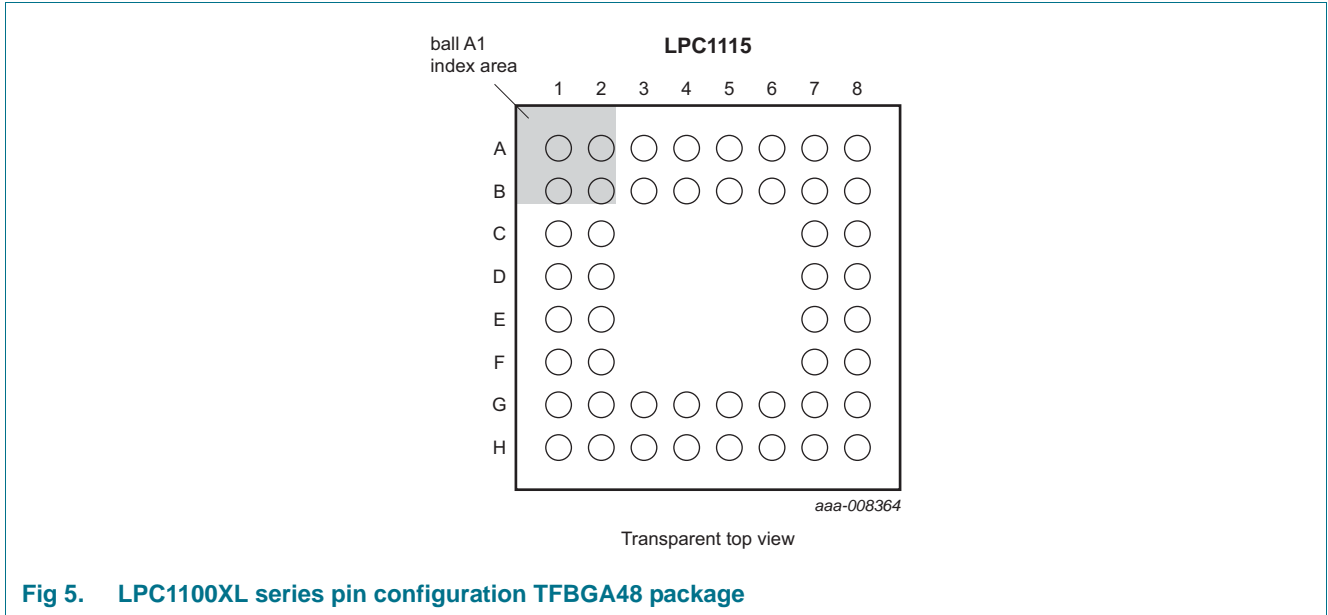 ball A1
index area
LPC1115
1 2 3 4 5 6 7 8
A
B
C
D
E
F
G
H
aaa-008364
Transparent top view
Fig 5. LPC1100XL series pin configuration TFBGA48 package